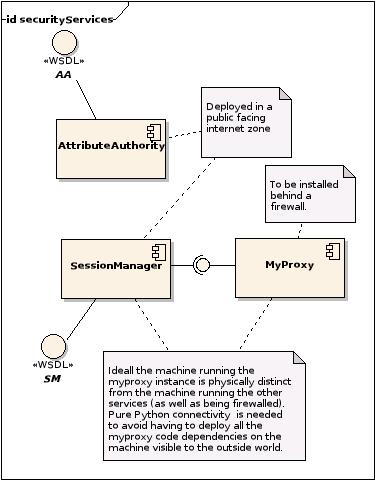 id securityServices
«WSDL»
AA
Deployed in a
public facing
internet zone
AttributeAuthority
To be installed
behind a
firewall.
SessionManager
MyProxy
«WSDL»
SM
Ideall the machine running the
myproxy instance is physically distinct
from the machine running the other
services (as well as being firewalled).
Pure Python connectivity is needed
to avoid having to deploy all the
myproxy code dependencies on the
machine visible to the outside world.